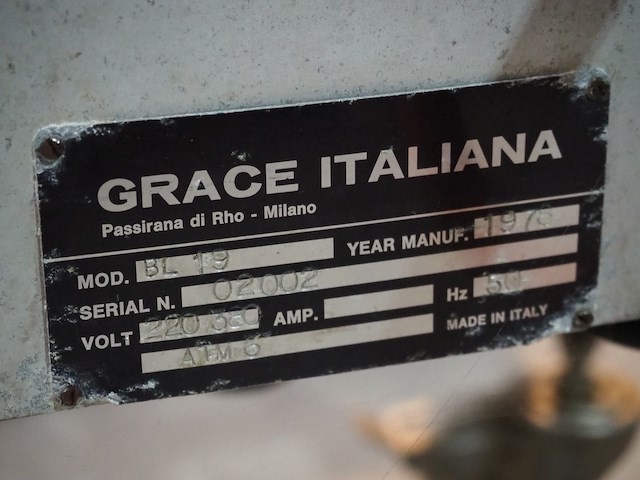 GRACE ITALIANA
Passirana di Rho - Milano
MOD. BL 19 YEAR MANUF.
SERIAL N. 02002
VOLT 220 380 AMP. Hz 50
ATM 6 MADE IN ITALY